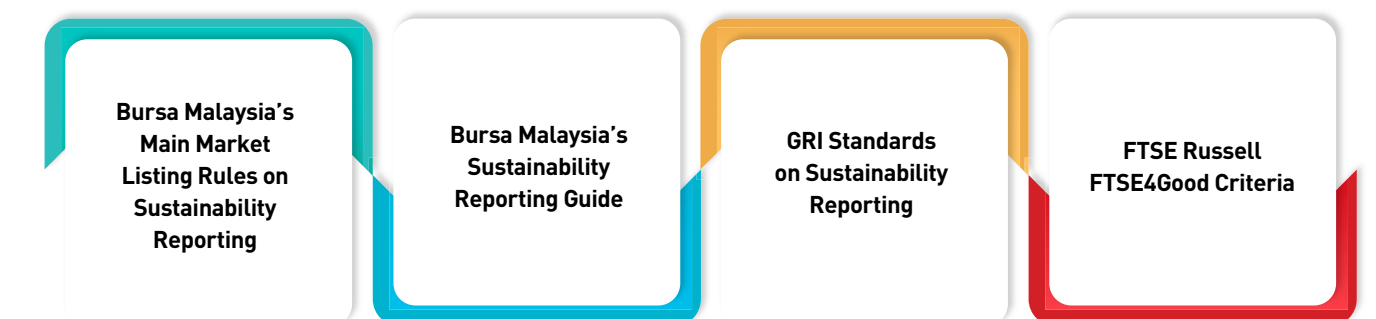 Bursa Malaysia's
Main Market
Listing Rules on
Sustainability
Reporting
Bursa Malaysia's
Sustainability
Reporting Guide
GRI Standards
on Sustainability
Reporting
FTSE Russell
FTSE4Good Criteria